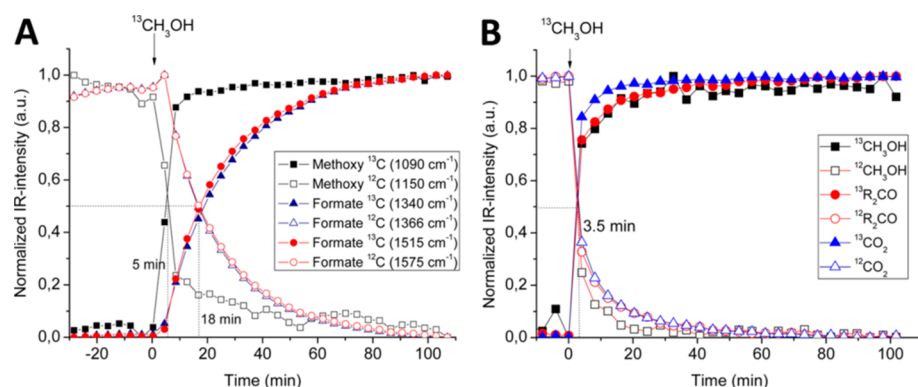 A
¹³CH₃OH
Normalized IR-intensity (a.u.)
1,0
0,8
0,6
0,4
0,2
0,0
Methoxy ¹³C (1090 cm⁻¹)
Methoxy ¹²C (1150 cm⁻¹)
Formate ¹³C (1340 cm⁻¹)
Formate ¹²C (1366 cm⁻¹)
Formate ¹³C (1515 cm⁻¹)
Formate ¹²C (1575 cm⁻¹)
5 min
18 min
-20 0 20 40 60 80 100
Time (min)
B
¹³CH₃OH
Normalized IR-intensity (a.u.)
1,0
0,8
0,6
0,4
0,2
0,0
3.5 min
¹³CH₃OH
¹²CH₃OH
¹³R₂CO
¹²R₂CO
¹³CO₂
¹²CO₂
0 20 40 60 80 100
Time (min)